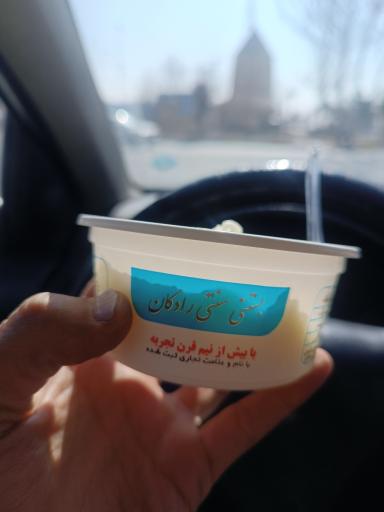 بستنی سنتی رادکان
با بیش از نیم قرن تجربه
با نام و علامت تجاری ثبت شده